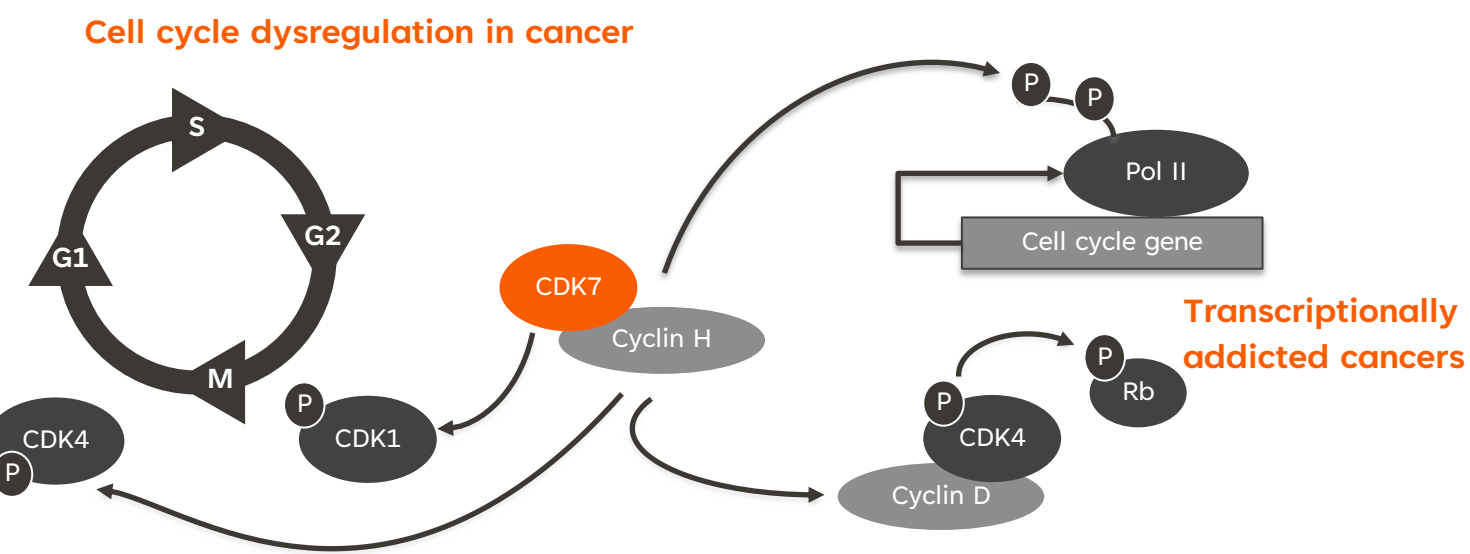 Cell cycle dysregulation in cancer
S
G2
M
G1
P
P
Pol II
Cell cycle gene
CDK7
Cyclin H
Transcriptionally
addicted cancers
P
CDK4
P
CDK1
P
CDK4
Cyclin D
P
Rb